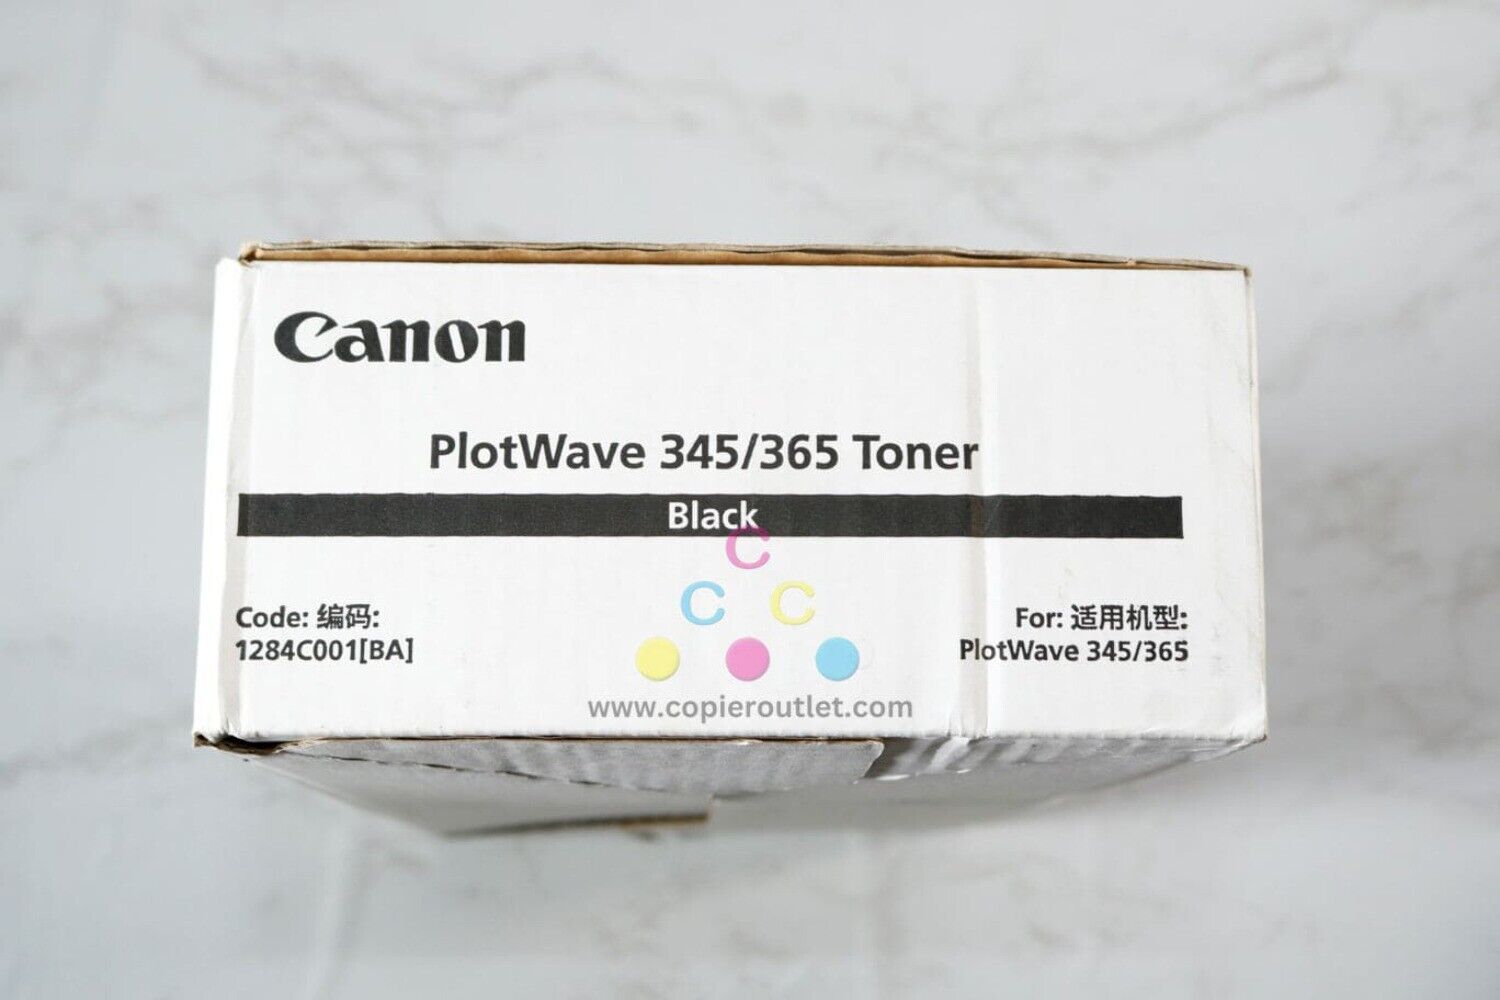 Canon
PlotWave 345/365 Toner
Black
C
C C
Code: 编码:
1284C001[BA]
For: 适用机型:
PlotWave 345/365
www.copieroutlet.com